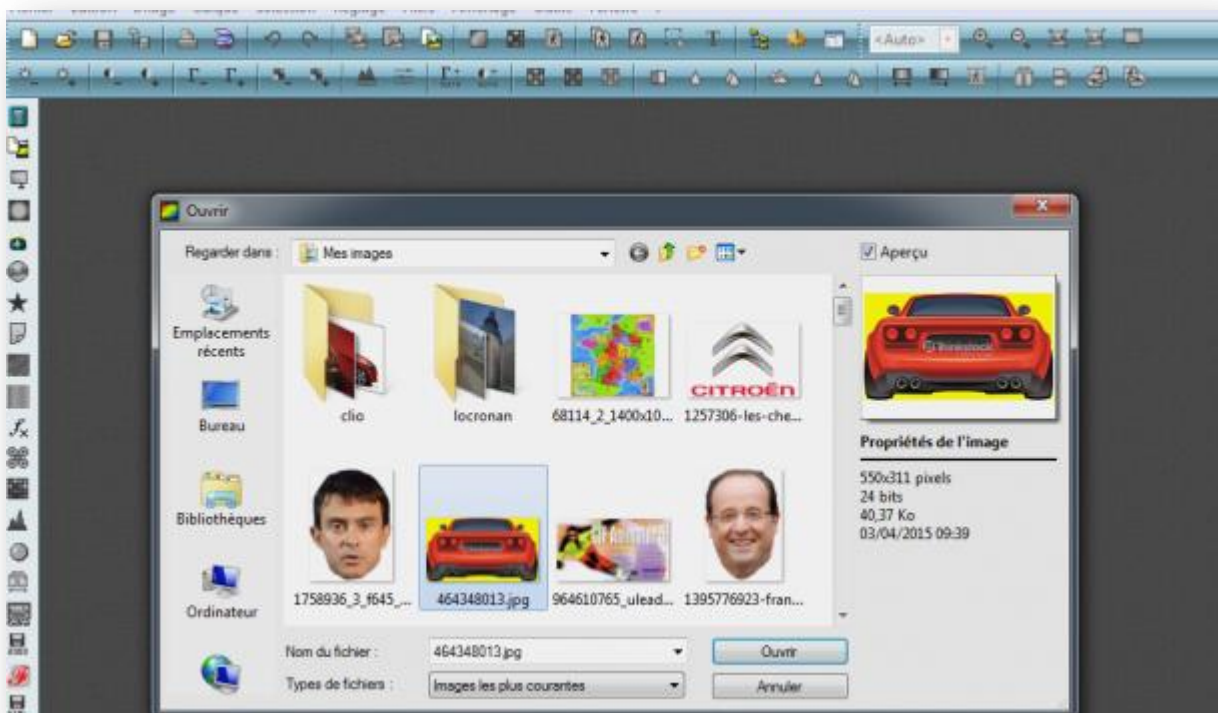 <Auto>
Ouvrir
Regarder dans :
Mes images
Aperçu
Emplacements
récents
Bureau
Bibliothèques
Ordinateur
clio
locronan
68114_2_1400x10...
1257306-les-che...
CITROËN
1758936_3_f645_...
464348013.jpg
964610765_ulead...
1395776923-fran...
Propriétés de l'image
550x311 pixels
24 bits
40,37 Ko
03/04/2015 09:39
Nom du fichier :
464348013.jpg
Ouvrir
Types de fichiers :
Images les plus courantes
Annuler